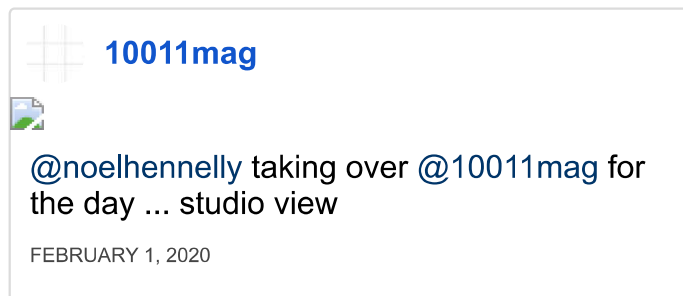 10011mag
@noelhennelly taking over @10011mag for
the day ... studio view
FEBRUARY 1, 2020